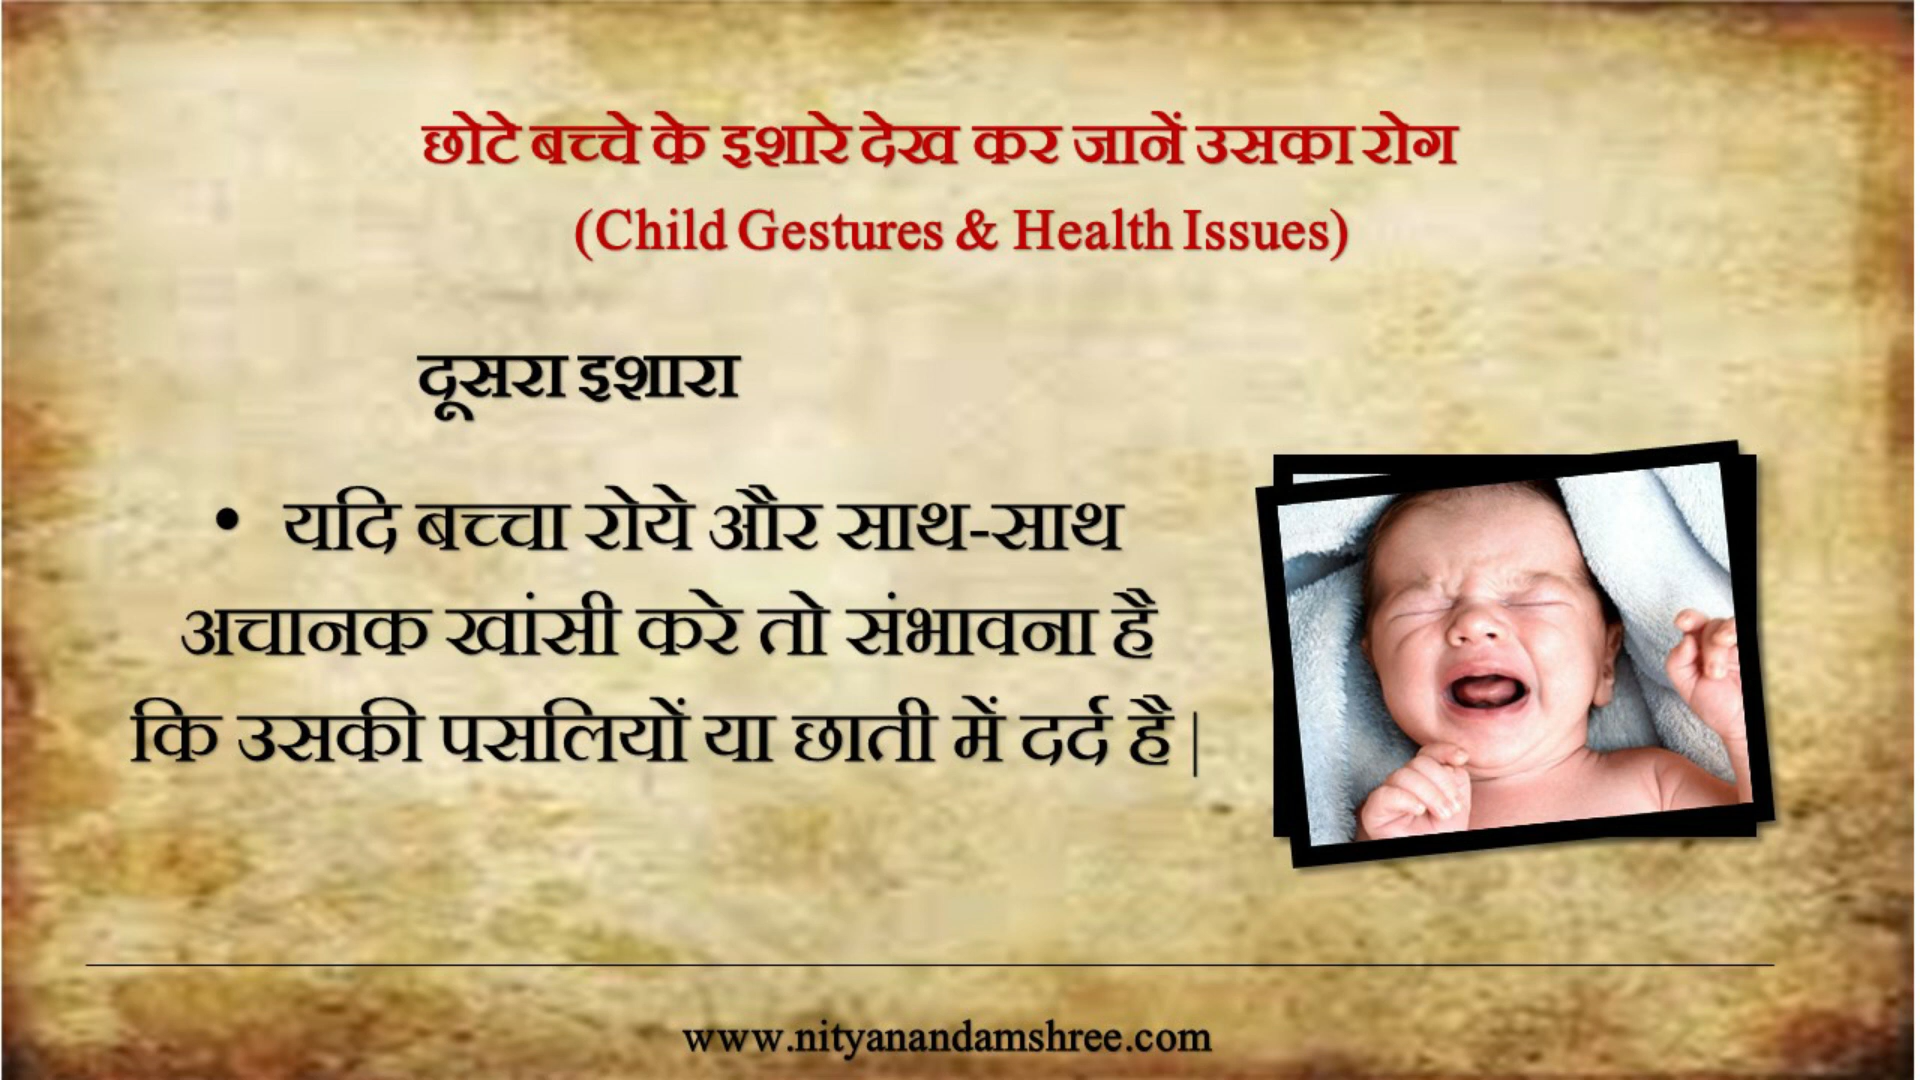 छोटे बच्चे के इशारे देख कर जानें उसका रोग
(Child Gestures & Health Issues)
दूसरा इशारा
• यदि बच्चा रोये और साथ-साथ
अचानक खांसी करे तो संभावना है
कि उसकी पसलियों या छाती में दर्द है |
www.nityanandamshree.com